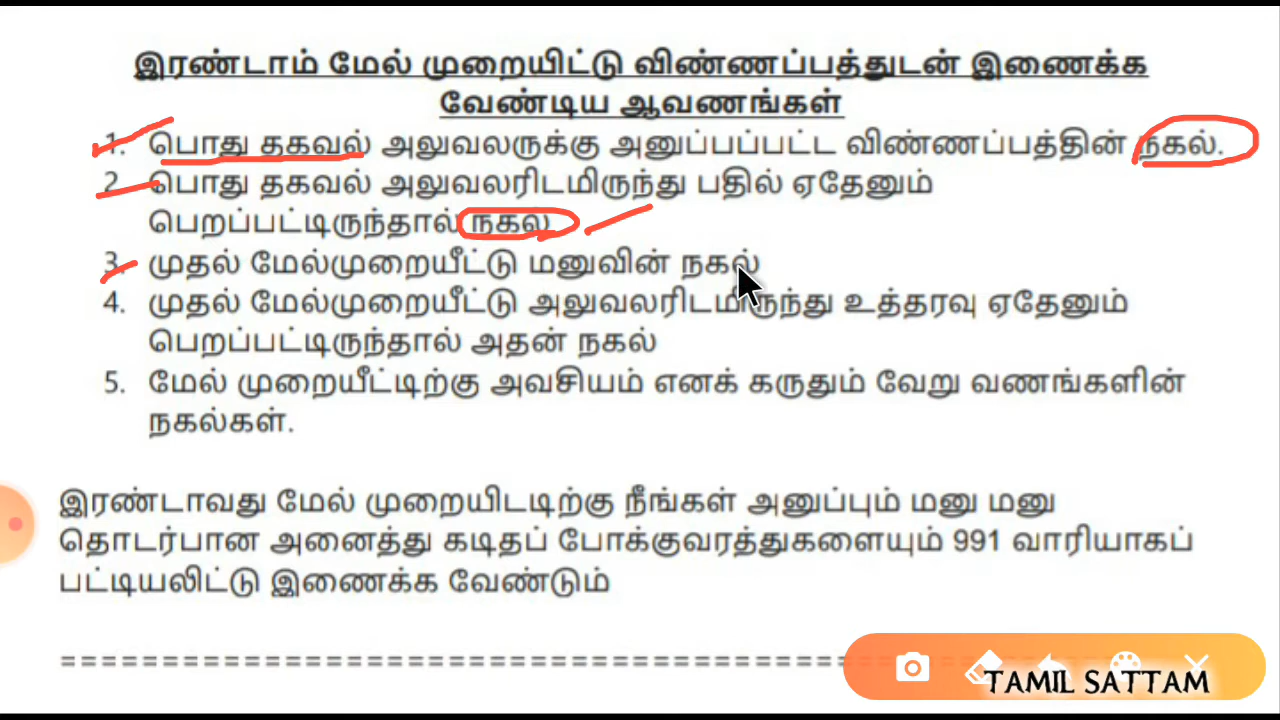 இரண்டாம் மேல் முறையிட்டு விண்ணப்பத்துடன் இணைக்க
வேண்டிய ஆவணங்கள்
1. பொது தகவல் அலுவலருக்கு அனுப்பப்பட்ட விண்ணப்பத்தின் நகல்.
2. பொது தகவல் அலுவலரிடமிருந்து பதில் ஏதேனும்
பெறப்பட்டிருந்தால் நகல்
3. முதல் மேல்முறையீட்டு மனுவின் நகல்
4. முதல் மேல்முறையீட்டு அலுவலரிடமிருந்து உத்தரவு ஏதேனும்
பெறப்பட்டிருந்தால் அதன் நகல்
5. மேல் முறையீட்டிற்கு அவசியம் எனக் கருதும் வேறு வணங்களின்
நகல்கள்.
இரண்டாவது மேல் முறையிடடிற்கு நீங்கள் அனுப்பும் மனு மனு
தொடர்பான அனைத்து கடிதப் போக்குவரத்துகளையும் 991 வாரியாகப்
பட்டியலிட்டு இணைக்க வேண்டும்
TAMIL SATTAM